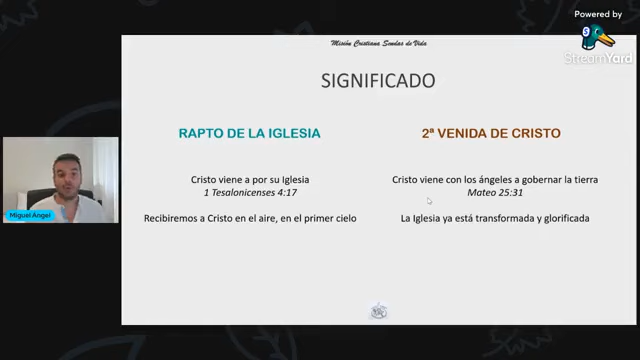 Powered by
StreamYard
Misión Cristiana Sendas de Vida
SIGNIFICADO
RAPTO DE LA IGLESIA
2ª VENIDA DE CRISTO
Cristo viene a por su Iglesia
1 Tesalonicenses 4:17
Recibiremos a Cristo en el aire, en el primer cielo
Cristo viene con los ángeles a gobernar la tierra
Mateo 25:31
La Iglesia ya está transformada y glorificada
Miguel Angel